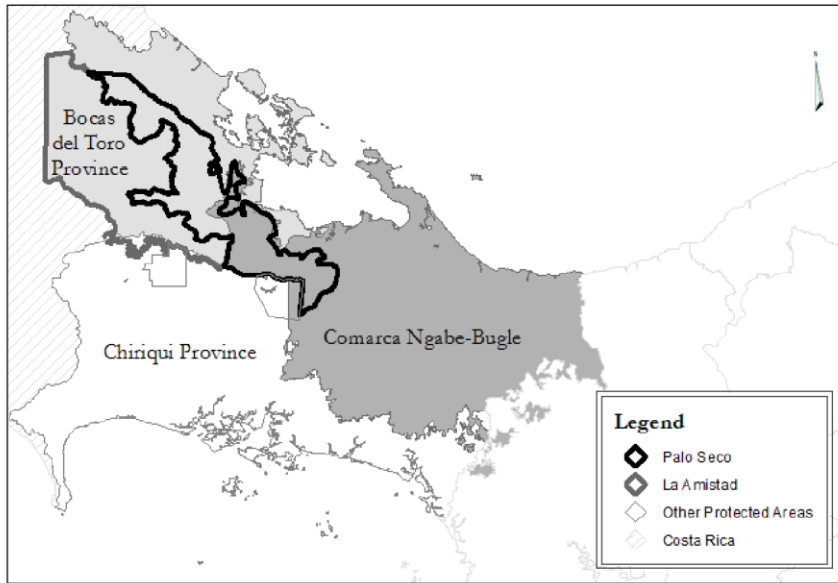 Bocas
del Toro
Province
Chiriqui Province
Comarca Ngabe-Bugle
Legend
Palo Seco
La Amistad
Other Protected Areas
Costa Rica